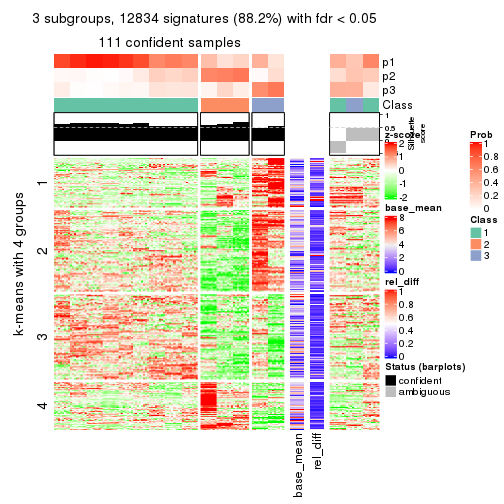 3 subgroups, 12834 signatures (88.2%) with fdr < 0.05
111 confident samples
p1
p2
p3
Class
1
0.5
0
Silhouette
score
k-means with 4 groups
1
2
3
4
base_mean
rel_diff
z-score
2
1
0
-1
-2
base_mean
8
6
4
2
0
rel_diff
1
0.8
0.6
0.4
0.2
0
Status (barplots)
confident
ambiguous
Prob
1
0.8
0.6
0.4
0.2
0
Class
1
2
3